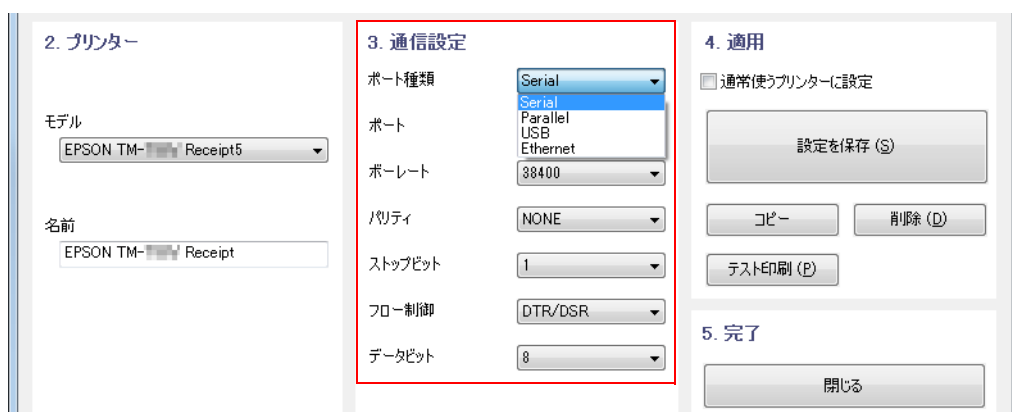 2. プリンター
モデル
EPSON TM- Receipt5
名前
EPSON TM- Receipt
3. 通信設定
ポート種類
Serial
Serial
Parallel
USB
Ethernet
ポート
ボーレート
38400
パリティ
NONE
ストップビット
1
フロー制御
DTR/DSR
データビット
8
4. 適用
通常使うプリンターに設定
設定を保存 (S)
コピー
削除 (D)
テスト印刷 (P)
5. 完了
閉じる